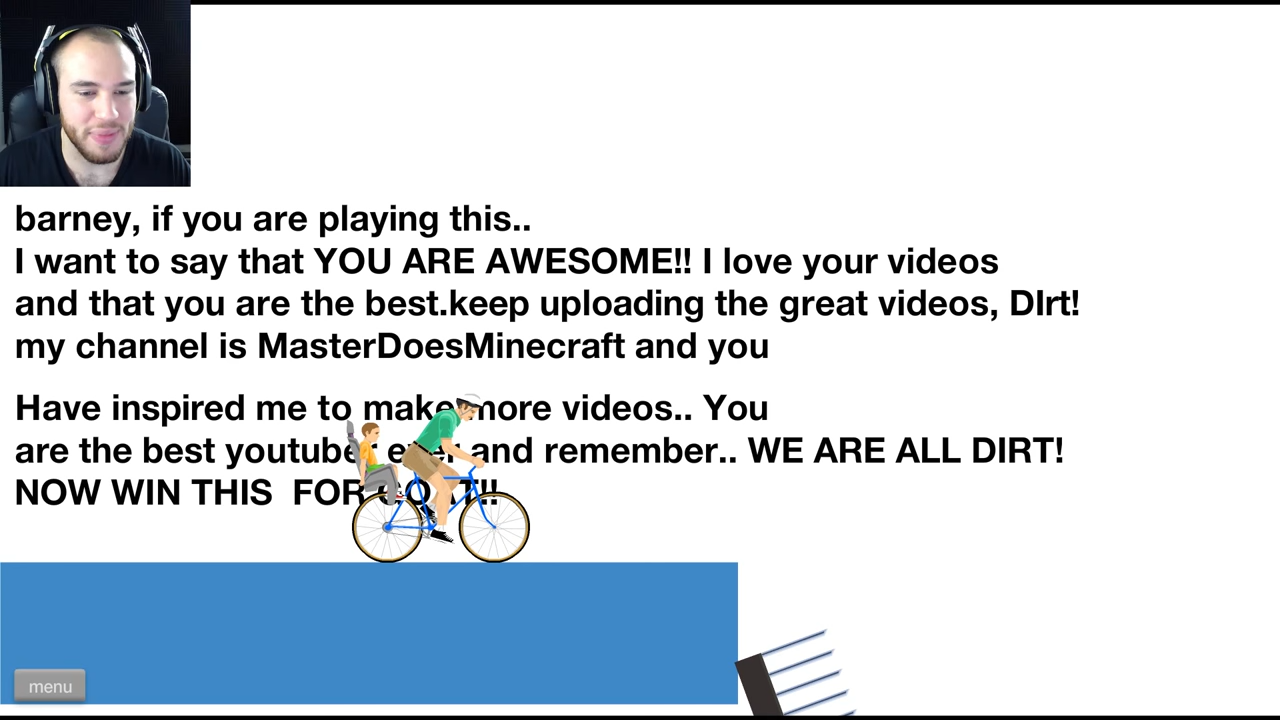 barney, if you are playing this..
I want to say that YOU ARE AWESOME!! I love your videos
and that you are the best.keep uploading the great videos, DIrt!
my channel is MasterDoesMinecraft and you
Have inspired me to make more videos.. You
are the best youtuber ever and remember.. WE ARE ALL DIRT!
NOW WIN THIS FOR GOAT!!
menu